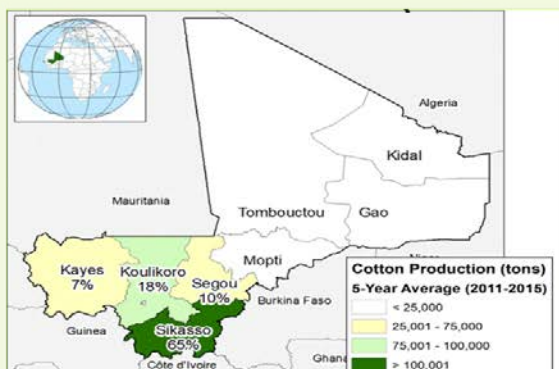 Algeria
Kidal
Mauritania
Tombouctou
Gao
Mopti
Kayes
7%
Koulikoro
18%
Segou
10%
Burkina Faso
Guinea
Sikasso
65%
Côte d'Ivoire
Ghana
Cotton Production (tons)
5-Year Average (2011-2015)
< 25,000
25,001 - 75,000
75,001 - 100,000
> 100,001